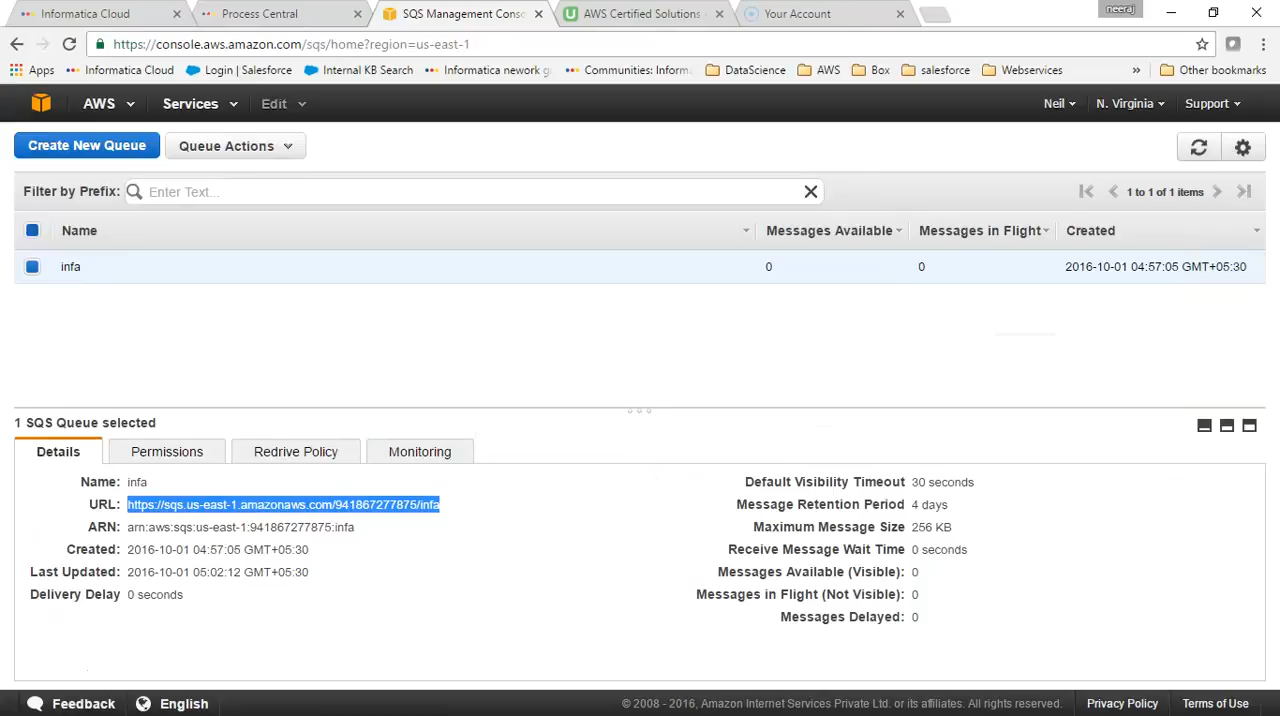 Informatica Cloud
Process Central
SQS Management Conso
AWS Certified Solutions
Your Account
neeraj
https://console.aws.amazon.com/sqs/home?region=us-east-1
Apps
Informatica Cloud
Login | Salesforce
Internal KB Search
Informatica nework g
Communities: Inform
DataScience
AWS
Box
salesforce
Webservices
»
Other bookmarks
AWS
Services
Edit
Neil
N. Virginia
Support
Create New Queue
Queue Actions
Filter by Prefix:
Enter Text...
1 to 1 of 1 items
Name
Messages Available
Messages in Flight
Created
infa
0
0
2016-10-01 04:57:05 GMT+05:30
1 SQS Queue selected
Details
Permissions
Redrive Policy
Monitoring
Name: infa
URL: https://sqs.us-east-1.amazonaws.com/941867277875/infa
ARN: arn:aws:sqs:us-east-1:941867277875:infa
Created: 2016-10-01 04:57:05 GMT+05:30
Last Updated: 2016-10-01 05:02:12 GMT+05:30
Delivery Delay 0 seconds
Default Visibility Timeout 30 seconds
Message Retention Period 4 days
Maximum Message Size 256 KB
Receive Message Wait Time 0 seconds
Messages Available (Visible): 0
Messages in Flight (Not Visible): 0
Messages Delayed: 0
Feedback
English
© 2008 - 2016, Amazon Internet Services Private Ltd. or its affiliates. All rights reserved.
Privacy Policy
Terms of Use